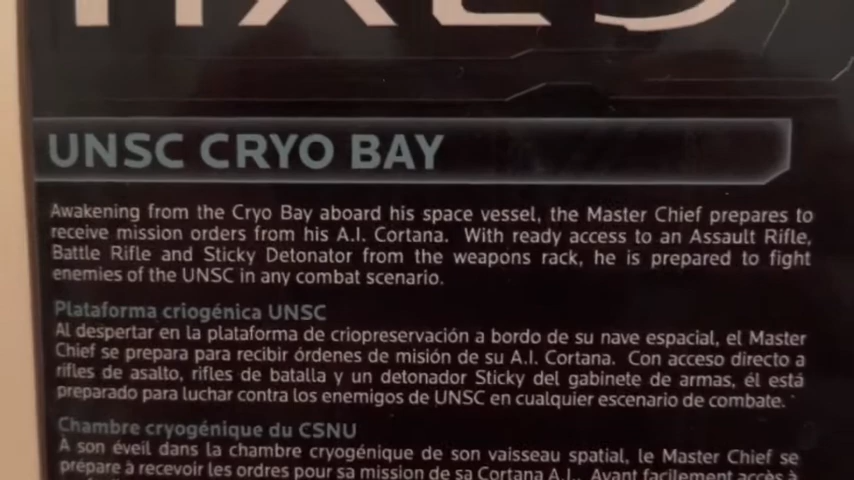 HALO
UNSC CRYO BAY
Awakening from the Cryo Bay aboard his space vessel, the Master Chief prepares to
receive mission orders from his A.I. Cortana. With ready access to an Assault Rifle,
Battle Rifle and Sticky Detonator from the weapons rack, he is prepared to fight
enemies of the UNSC in any combat scenario.
Plataforma criogénica UNSC
Al despertar en la plataforma de criopreservación a bordo de su nave espacial, el Master
Chief se prepara para recibir órdenes de misión de su A.I. Cortana. Con acceso directo a
rifles de asalto, rifles de batalla y un detonador Sticky del gabinete de armas, él está
preparado para luchar contra los enemigos de UNSC en cualquier escenario de combate.
Chambre cryogénique du CSNU
À son éveil dans la chambre cryogénique de son vaisseau spatial, le Master Chief se
prépare à recevoir les ordres pour sa mission de sa Cortana A.I.. Ayant facilement accès à